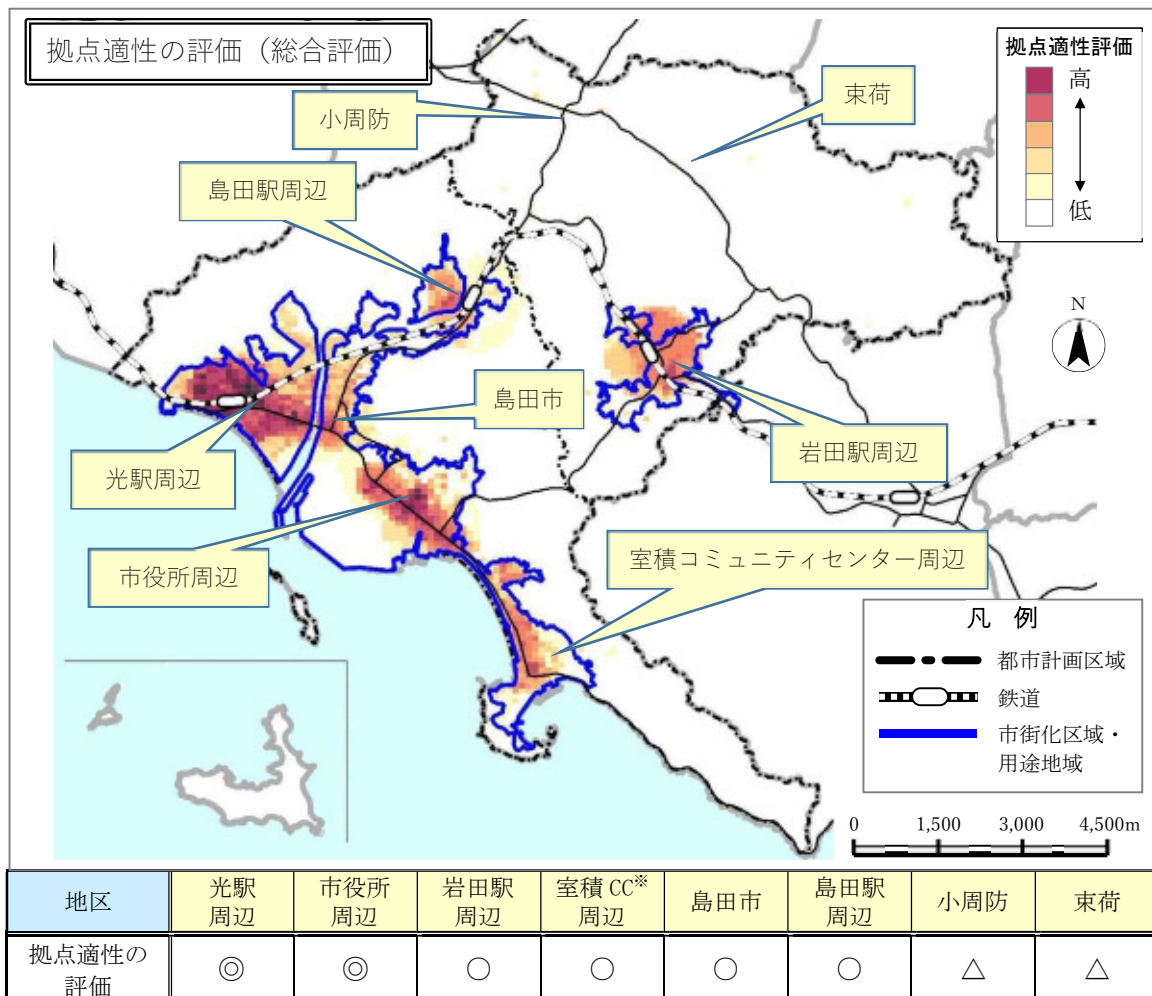 拠点適性の評価（総合評価）
拠点適性評価
高
低
小周防
束荷
島田駅周辺
N
島田市
光駅周辺
岩田駅周辺
市役所周辺
室積コミュニティセンター周辺
凡 例
都市計画区域
鉄道
市街化区域・
用途地域
0 1,500 3,000 4,500m
地区 光駅周辺 市役所周辺 岩田駅周辺 室積CC※周辺 島田市 島田駅周辺 小周防 束荷
拠点適性の評価 ◎ ◎ ○ ○ ○ ○ △ △